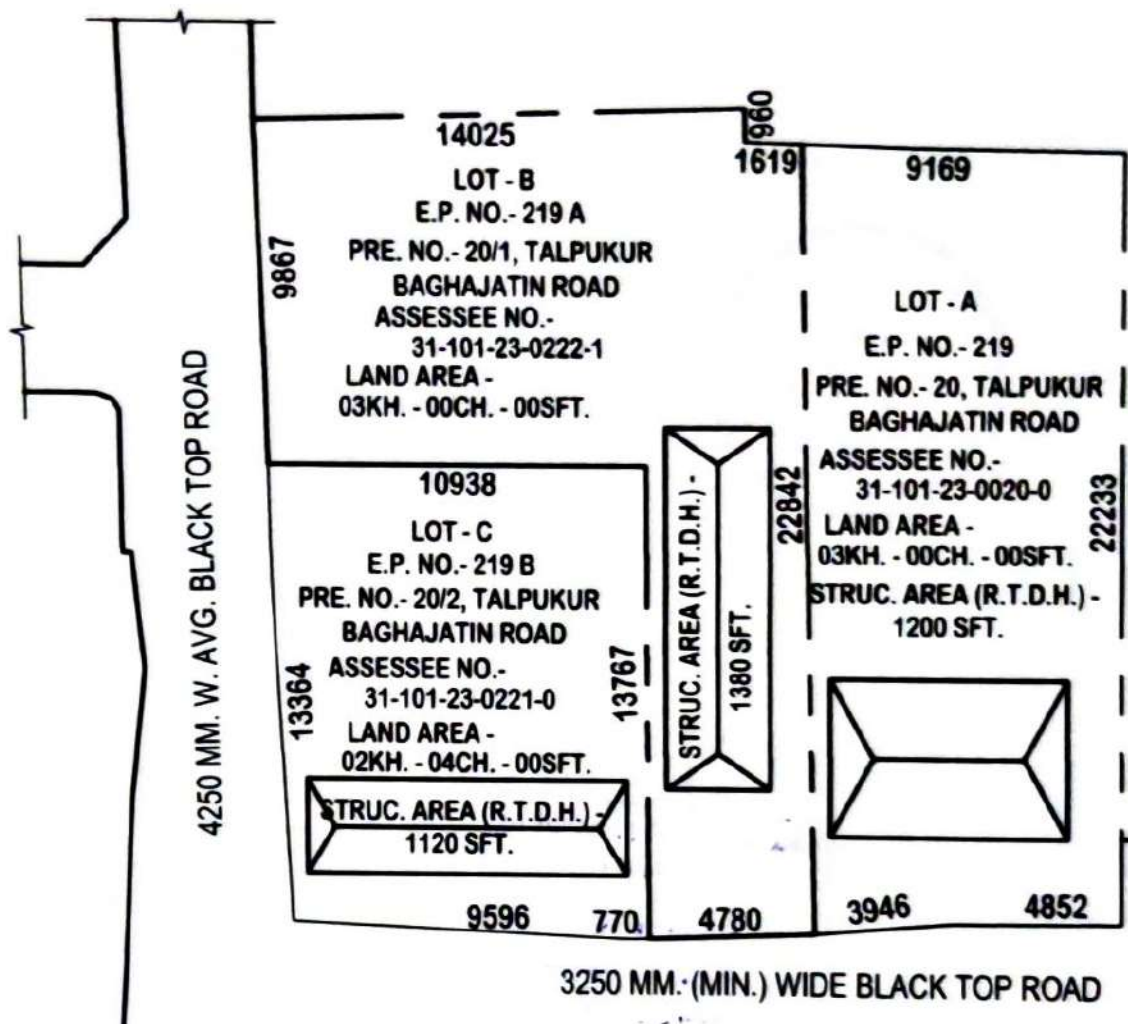 14025
960
1619
9169
LOT - B
E.P. NO.- 219 A
PRE. NO.- 20/1, TALPUKUR
BAGHAJATIN ROAD
ASSESSEE NO.-
31-101-23-0222-1
LAND AREA -
03KH. - 00CH. - 00SFT.
9867
LOT - A
E.P. NO.- 219
PRE. NO.- 20, TALPUKUR
BAGHAJATIN ROAD
ASSESSEE NO.-
31-101-23-0020-0
LAND AREA -
03KH. - 00CH. - 00SFT.
STRUC. AREA (R.T.D.H.) -
1200 SFT.
22842
22233
STRUC. AREA (R.T.D.H.) -
1380 SFT.
10938
LOT - C
E.P. NO.- 219 B
PRE. NO.- 20/2, TALPUKUR
BAGHAJATIN ROAD
ASSESSEE NO.-
31-101-23-0221-0
LAND AREA -
02KH. - 04CH. - 00SFT.
STRUC. AREA (R.T.D.H.) -
1120 SFT.
13364
13767
4250 MM. W. AVG. BLACK TOP ROAD
9596
770
4780
3946
4852
3250 MM. (MIN.) WIDE BLACK TOP ROAD